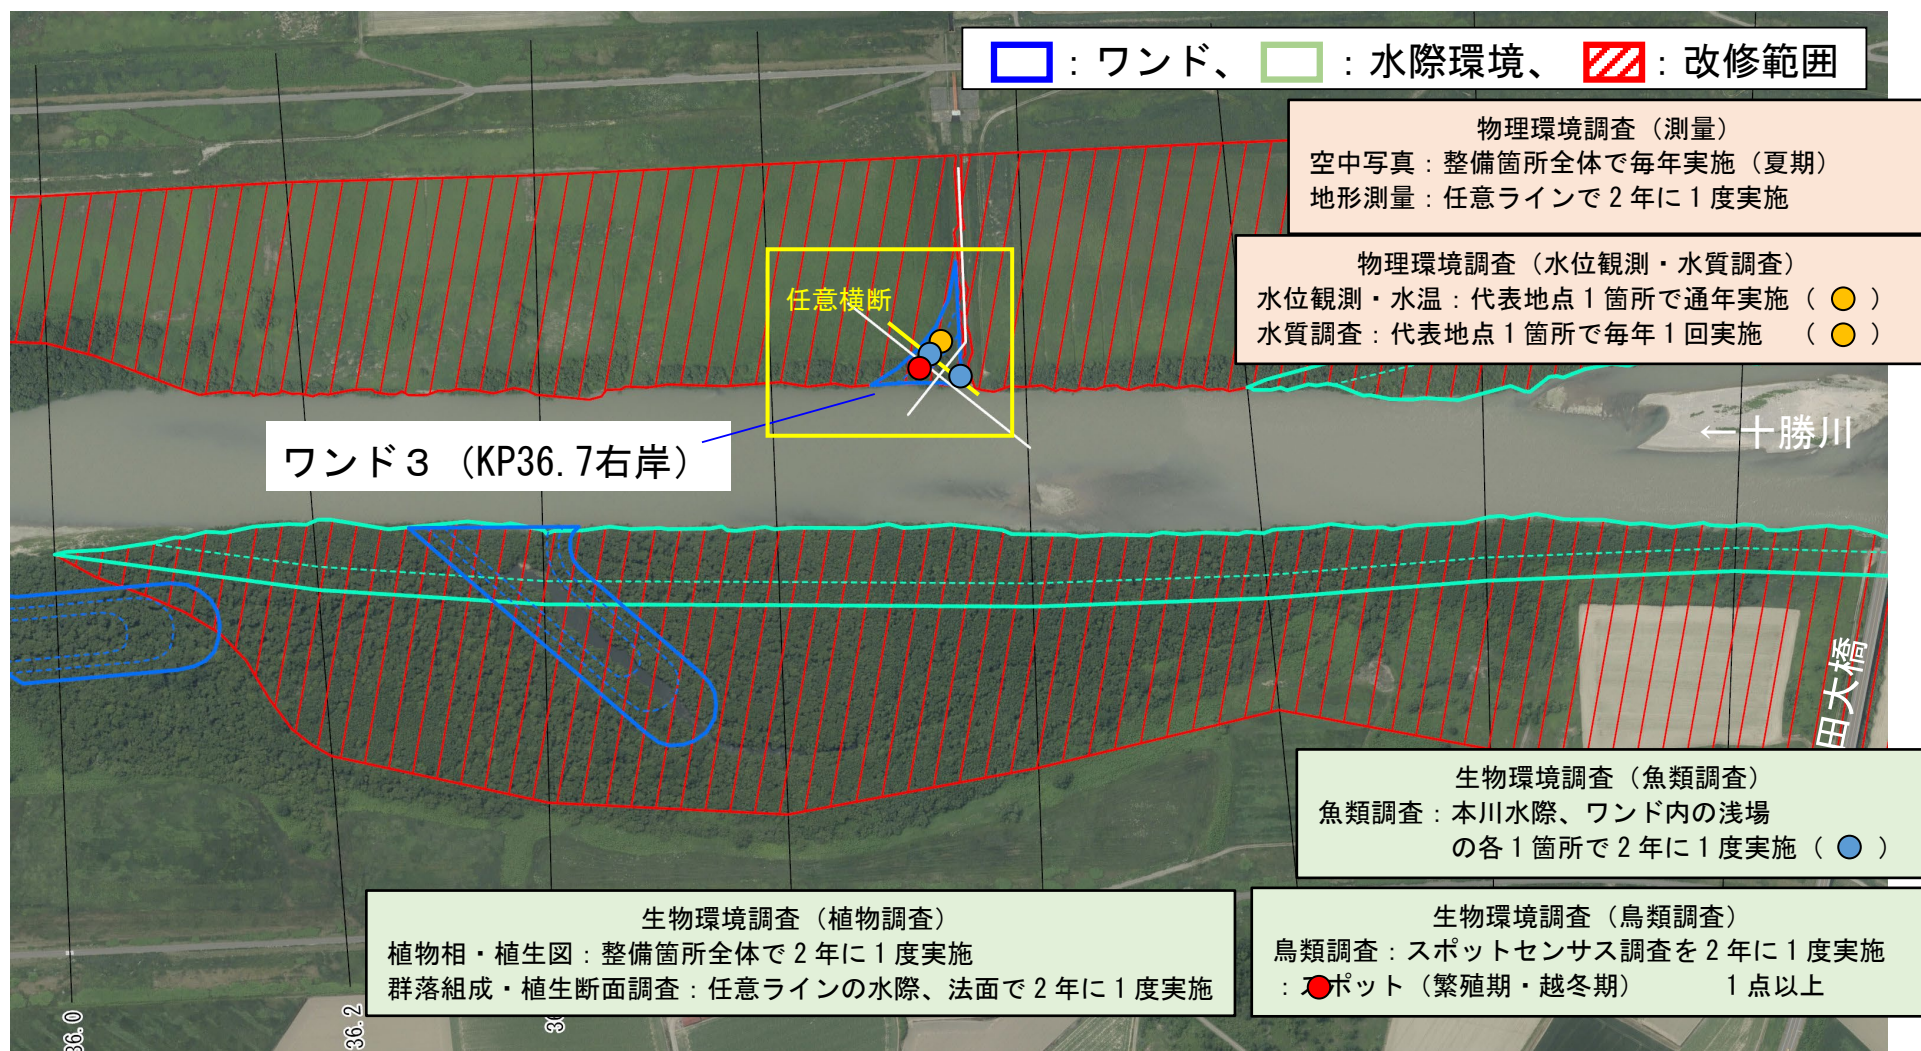 ：ワンド、 ：水際環境、 ：改修範囲
物理環境調査（測量）
空中写真：整備箇所全体で毎年実施（夏期）
地形測量：任意ラインで２年に１度実施
物理環境調査（水位観測・水質調査）
水位観測・水温：代表地点１箇所で通年実施（ ）
水質調査：代表地点１箇所で毎年１回実施 （ ）
任意横断
←十勝川
ワンド３（KP36.7右岸）
田大橋
生物環境調査（魚類調査）
魚類調査：本川水際、ワンド内の浅場
の各１箇所で２年に１度実施（ ）
生物環境調査（植物調査）
植物相・植生図：整備箇所全体で２年に１度実施
群落組成・植生断面調査：任意ラインの水際、法面で２年に１度実施
生物環境調査（鳥類調査）
鳥類調査：スポットセンサス調査を２年に１度実施
：スポット（繁殖期・越冬期） １点以上
36.0
36.2